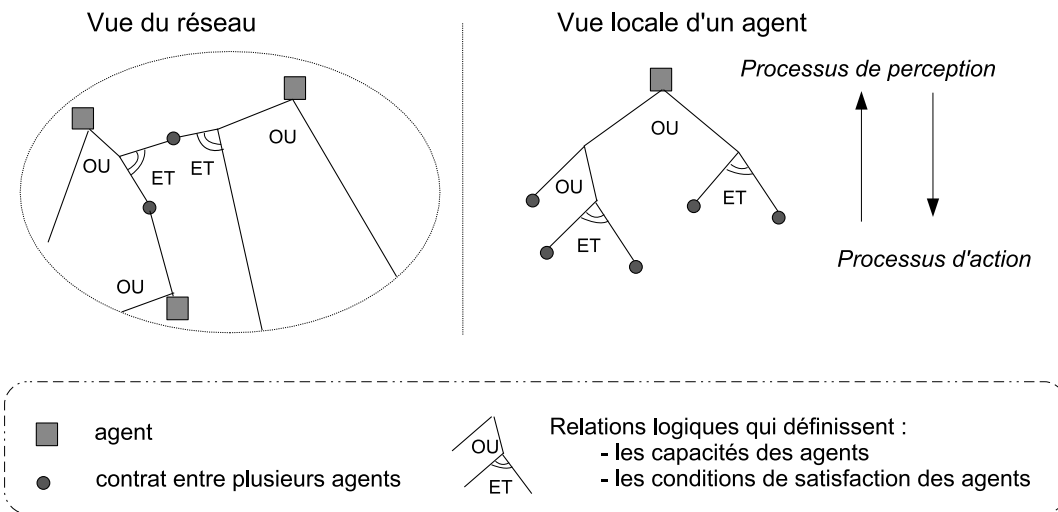 Vue du réseau
OU
ET
ET
OU
OU
Vue locale d'un agent
OU
OU
ET
ET
Processus de perception
Processus d'action
agent
contrat entre plusieurs agents
OU
ET
Relations logiques qui définissent :
- les capacités des agents
- les conditions de satisfaction des agents